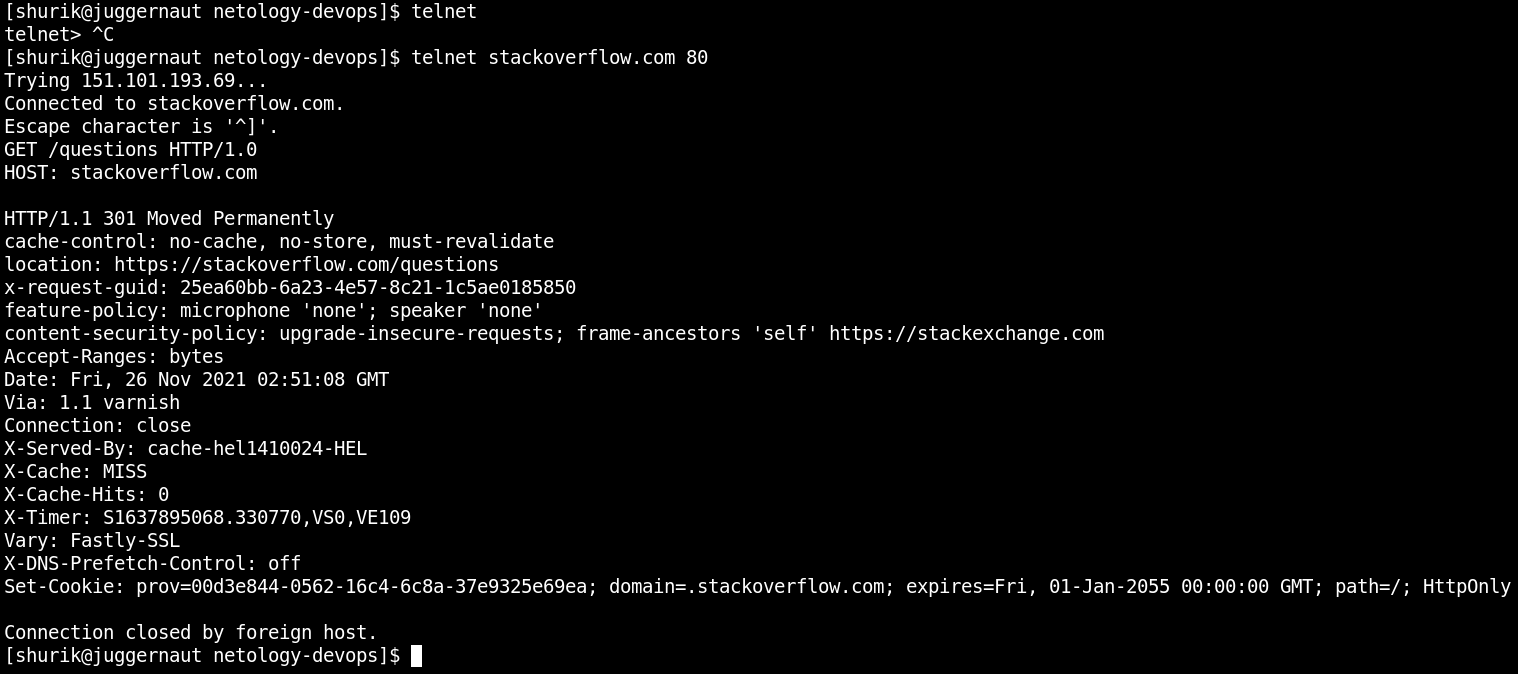 [shurik@juggernaut netology-devops]$ telnet
telnet> ^C
[shurik@juggernaut netology-devops]$ telnet stackoverflow.com 80
Trying 151.101.193.69...
Connected to stackoverflow.com.
Escape character is '^]'.
GET /questions HTTP/1.0
HOST: stackoverflow.com

HTTP/1.1 301 Moved Permanently
cache-control: no-cache, no-store, must-revalidate
location: https://stackoverflow.com/questions
x-request-guid: 25ea60bb-6a23-4e57-8c21-1c5ae0185850
feature-policy: microphone 'none'; speaker 'none'
content-security-policy: upgrade-insecure-requests; frame-ancestors 'self' https://stackexchange.com
Accept-Ranges: bytes
Date: Fri, 26 Nov 2021 02:51:08 GMT
Via: 1.1 varnish
Connection: close
X-Served-By: cache-hel1410024-HEL
X-Cache: MISS
X-Cache-Hits: 0
X-Timer: S1637895068.330770,VS0,VE109
Vary: Fastly-SSL
X-DNS-Prefetch-Control: off
Set-Cookie: prov=00d3e844-0562-16c4-6c8a-37e9325e69ea; domain=.stackoverflow.com; expires=Fri, 01-Jan-2055 00:00:00 GMT; path=/; HttpOnly

Connection closed by foreign host.
[shurik@juggernaut netology-devops]$